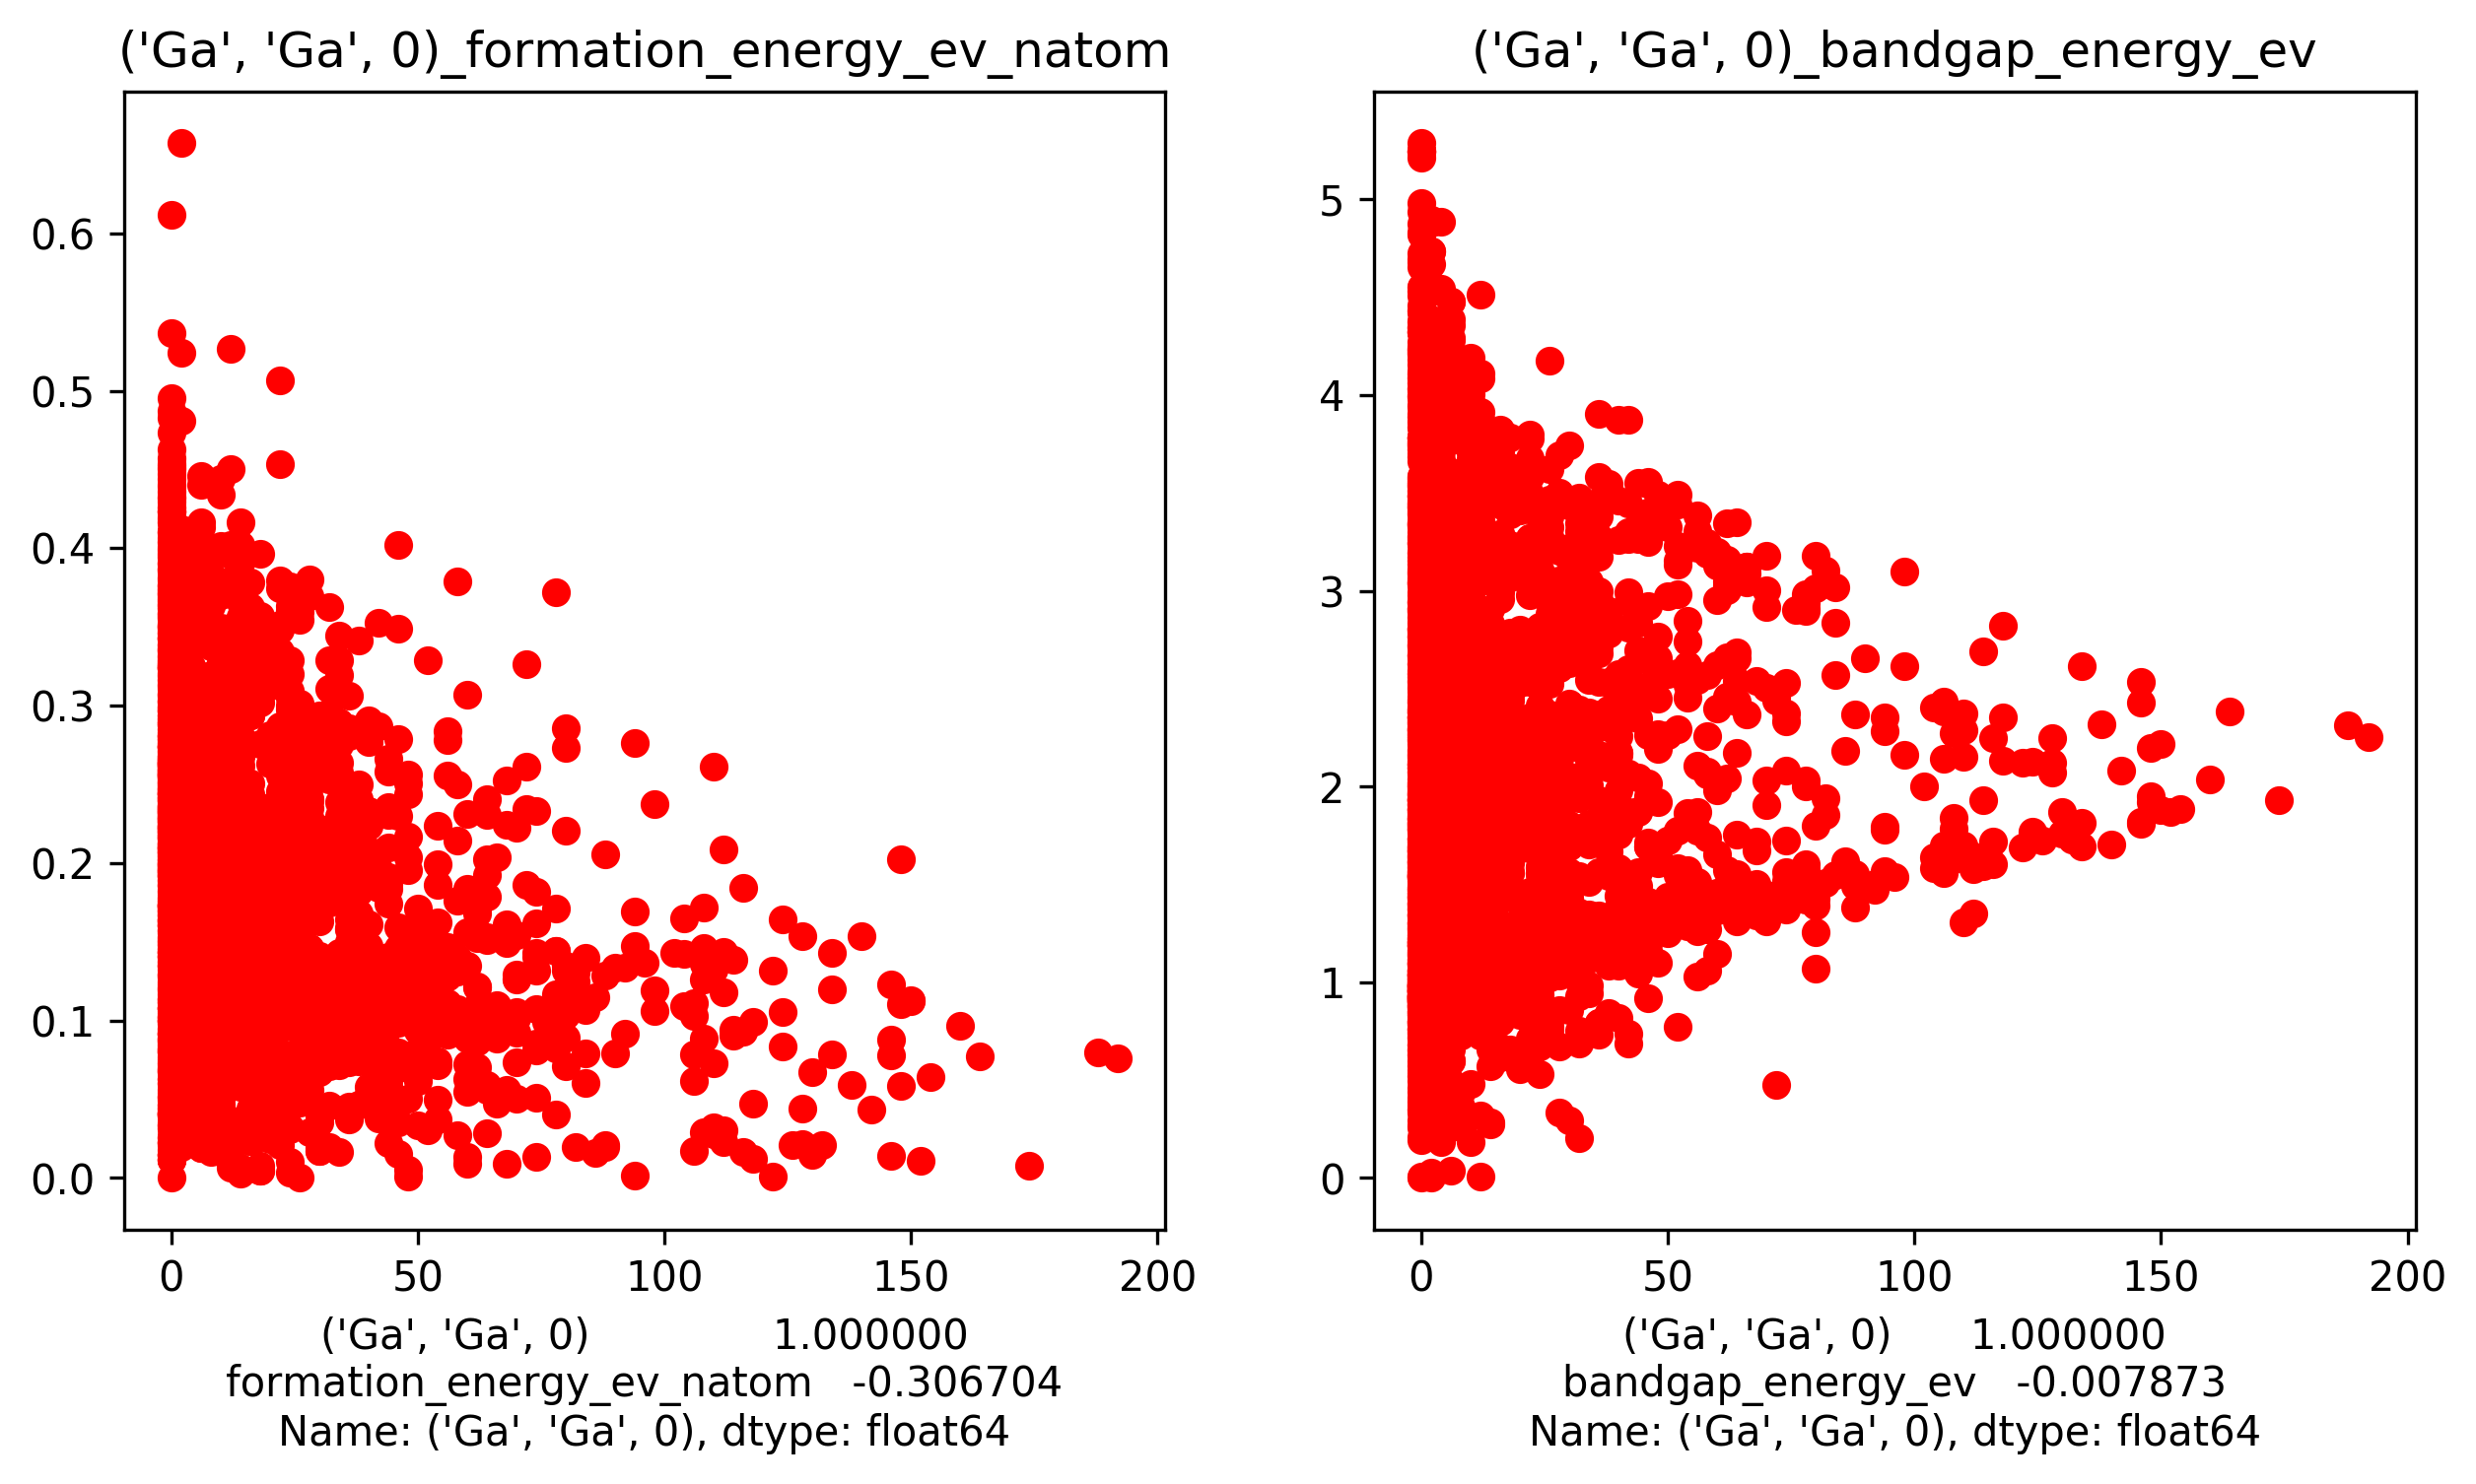 ('Ga', 'Ga', 0)_formation_energy_ev_natom
0.6
0.5
0.4
0.3
0.2
0.1
0.0
0 50 100 150 200
('Ga', 'Ga', 0) 1.000000
formation_energy_ev_natom -0.306704
Name: ('Ga', 'Ga', 0), dtype: float64
('Ga', 'Ga', 0)_bandgap_energy_ev
5
4
3
2
1
0
0 50 100 150 200
('Ga', 'Ga', 0) 1.000000
bandgap_energy_ev -0.007873
Name: ('Ga', 'Ga', 0), dtype: float64